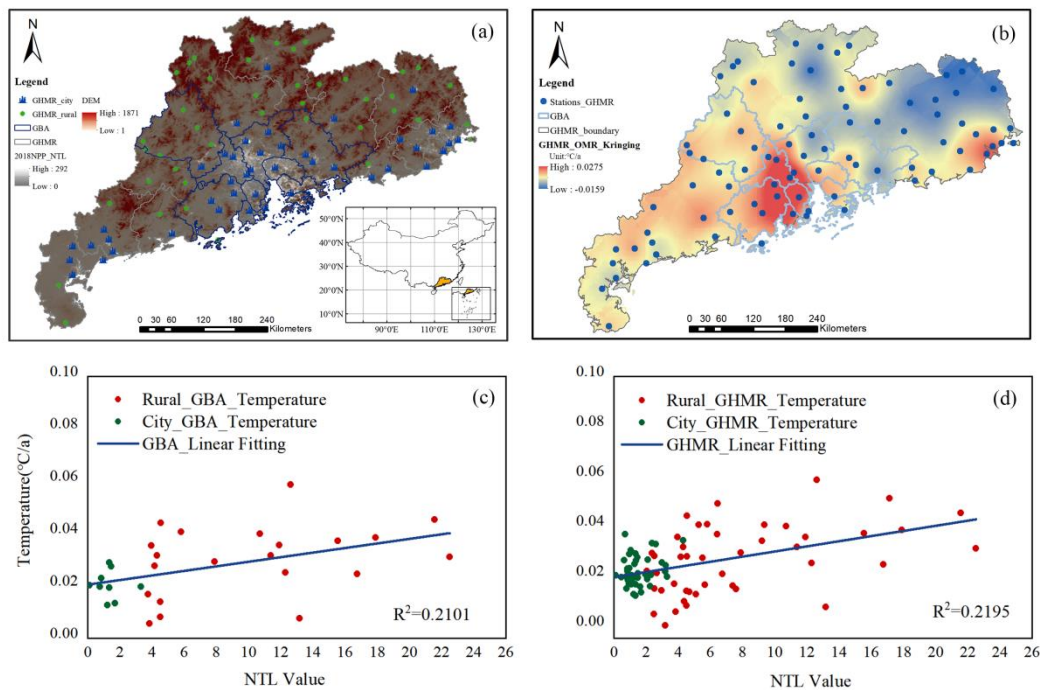 N
(a)
Legend
GHMR_city
GHMR_rural
GBA
GHMR
2018NPP_NTL
High : 292
Low : 0
DEM
High : 1871
Low : 1
50°0'N
40°0'N
30°0'N
20°0'N
10°0'N
90°0'E
110°0'E
130°0'E
0 30 60 120 180 240
Kilometers
N
(b)
Legend
Stations_GHMR
GBA
GHMR_boundary
GHMR_OMR_Kringing
Unit:°C/a
High : 0.0275
Low : -0.0159
0 30 60 120 180 240
Kilometers
(c)
Rural_GBA_Temperature
City_GBA_Temperature
GBA_Linear Fitting
Temperature(°C/a)
0.10
0.08
0.06
0.04
0.02
0.00
R²=0.2101
0 2 4 6 8 10 12 14 16 18 20 22 24 26
NTL Value
(d)
Rural_GHMR_Temperature
City_GHMR_Temperature
GHMR_Linear Fitting
0.10
0.08
0.06
0.04
0.02
0.00
R²=0.2195
0 2 4 6 8 10 12 14 16 18 20 22 24 26
NTL Value